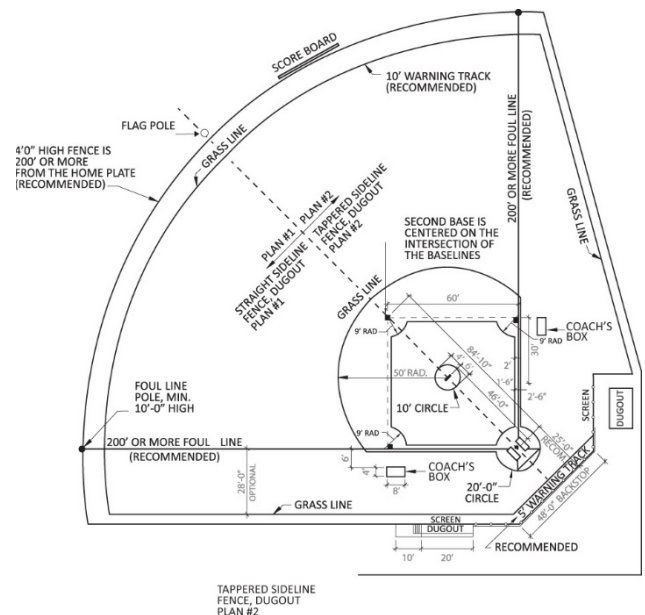 SCORE BOARD
10' WARNING TRACK
(RECOMMENDED)
FLAG POLE
4'0" HIGH FENCE IS
200' OR MORE
FROM THE HOME PLATE
(RECOMMENDED)
GRASS LINE
200' OR MORE FOUL LINE
(RECOMMENDED)
GRASS LINE
PLAN #1
PLAN #2
STRAIGHT SIDELINE
FENCE, DUGOUT
PLAN #1
TAPPERED SIDELINE
FENCE, DUGOUT
PLAN #2
SECOND BASE IS
CENTERED ON THE
INTERSECTION OF
THE BASELINES
GRASS LINE
60'
9' RAD
COACH'S
BOX
9' RAD
30'
84'-10"
2'
4'-6"
50' RAD.
46'-0"
1'-6"
2'-6"
10' CIRCLE
FOUL LINE
POLE, MIN.
10'-0" HIGH
9' RAD
SCREEN
DUGOUT
200' OR MORE FOUL LINE
(RECOMMENDED)
25'-0"
RECOM
6'
4'
8'
COACH'S
BOX
20'-0"
CIRCLE
28'-0"
OPTIONAL
5' WARNING TRACK
48'-0" BACKSTOP
GRASS LINE
SCREEN
DUGOUT
RECOMMENDED
10'
20'
TAPPERED SIDELINE
FENCE, DUGOUT
PLAN #2